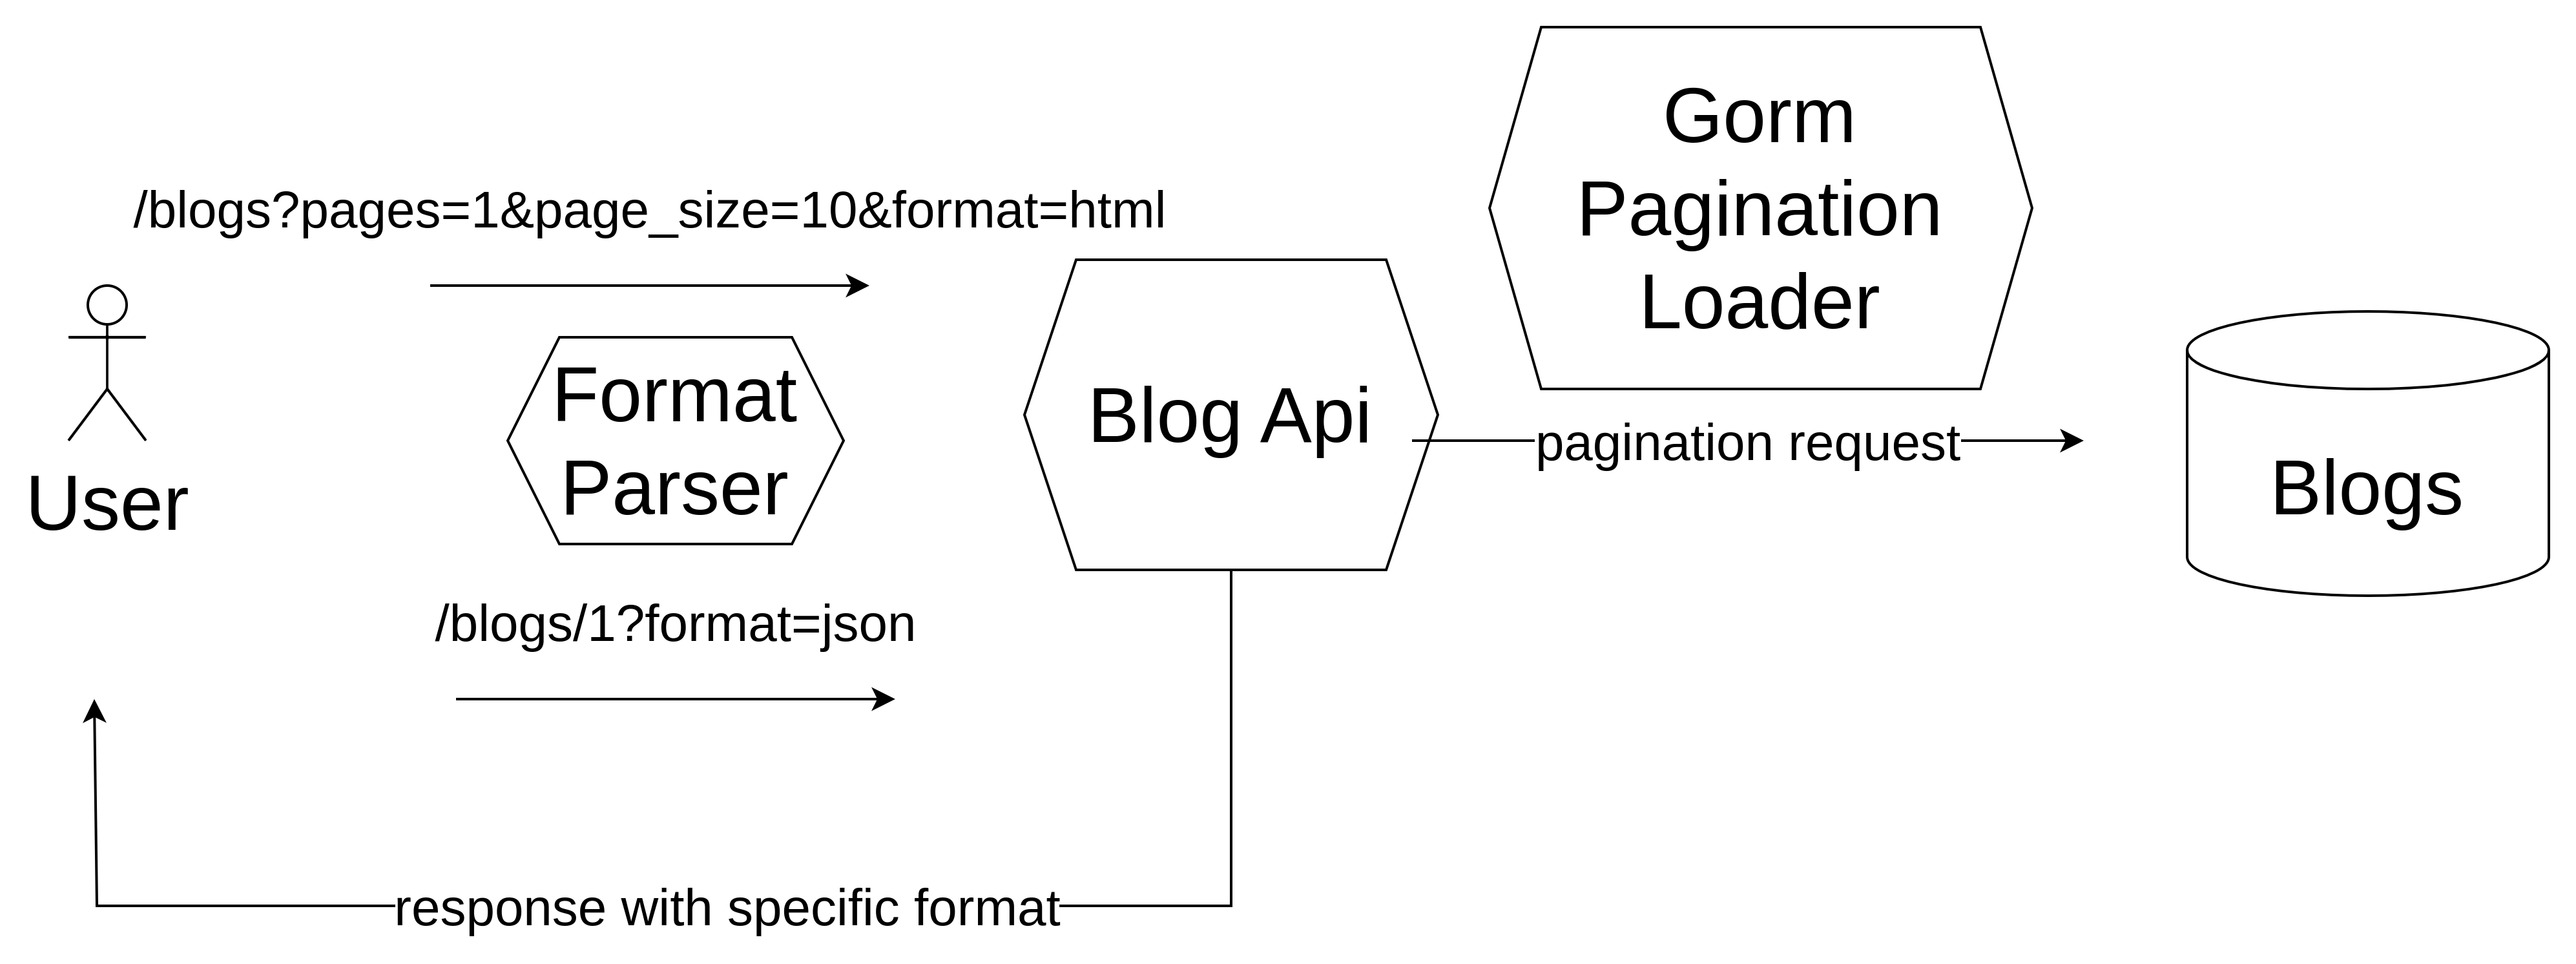 Gorm
Pagination
Loader
/blogs?pages=1&page_size=10&format=html
Format
Parser
Blog Api
pagination request
Blogs
User
/blogs/1?format=json
response with specific format